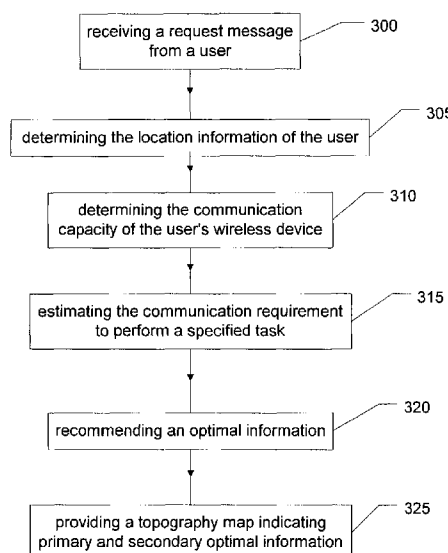 receiving a request message
from a user
300
determining the location information of the user
305
determining the communication
capacity of the user's wireless device
310
estimating the communication requirement
to perform a specified task
315
recommending an optimal information
320
providing a topography map indicating
primary and secondary optimal information
325